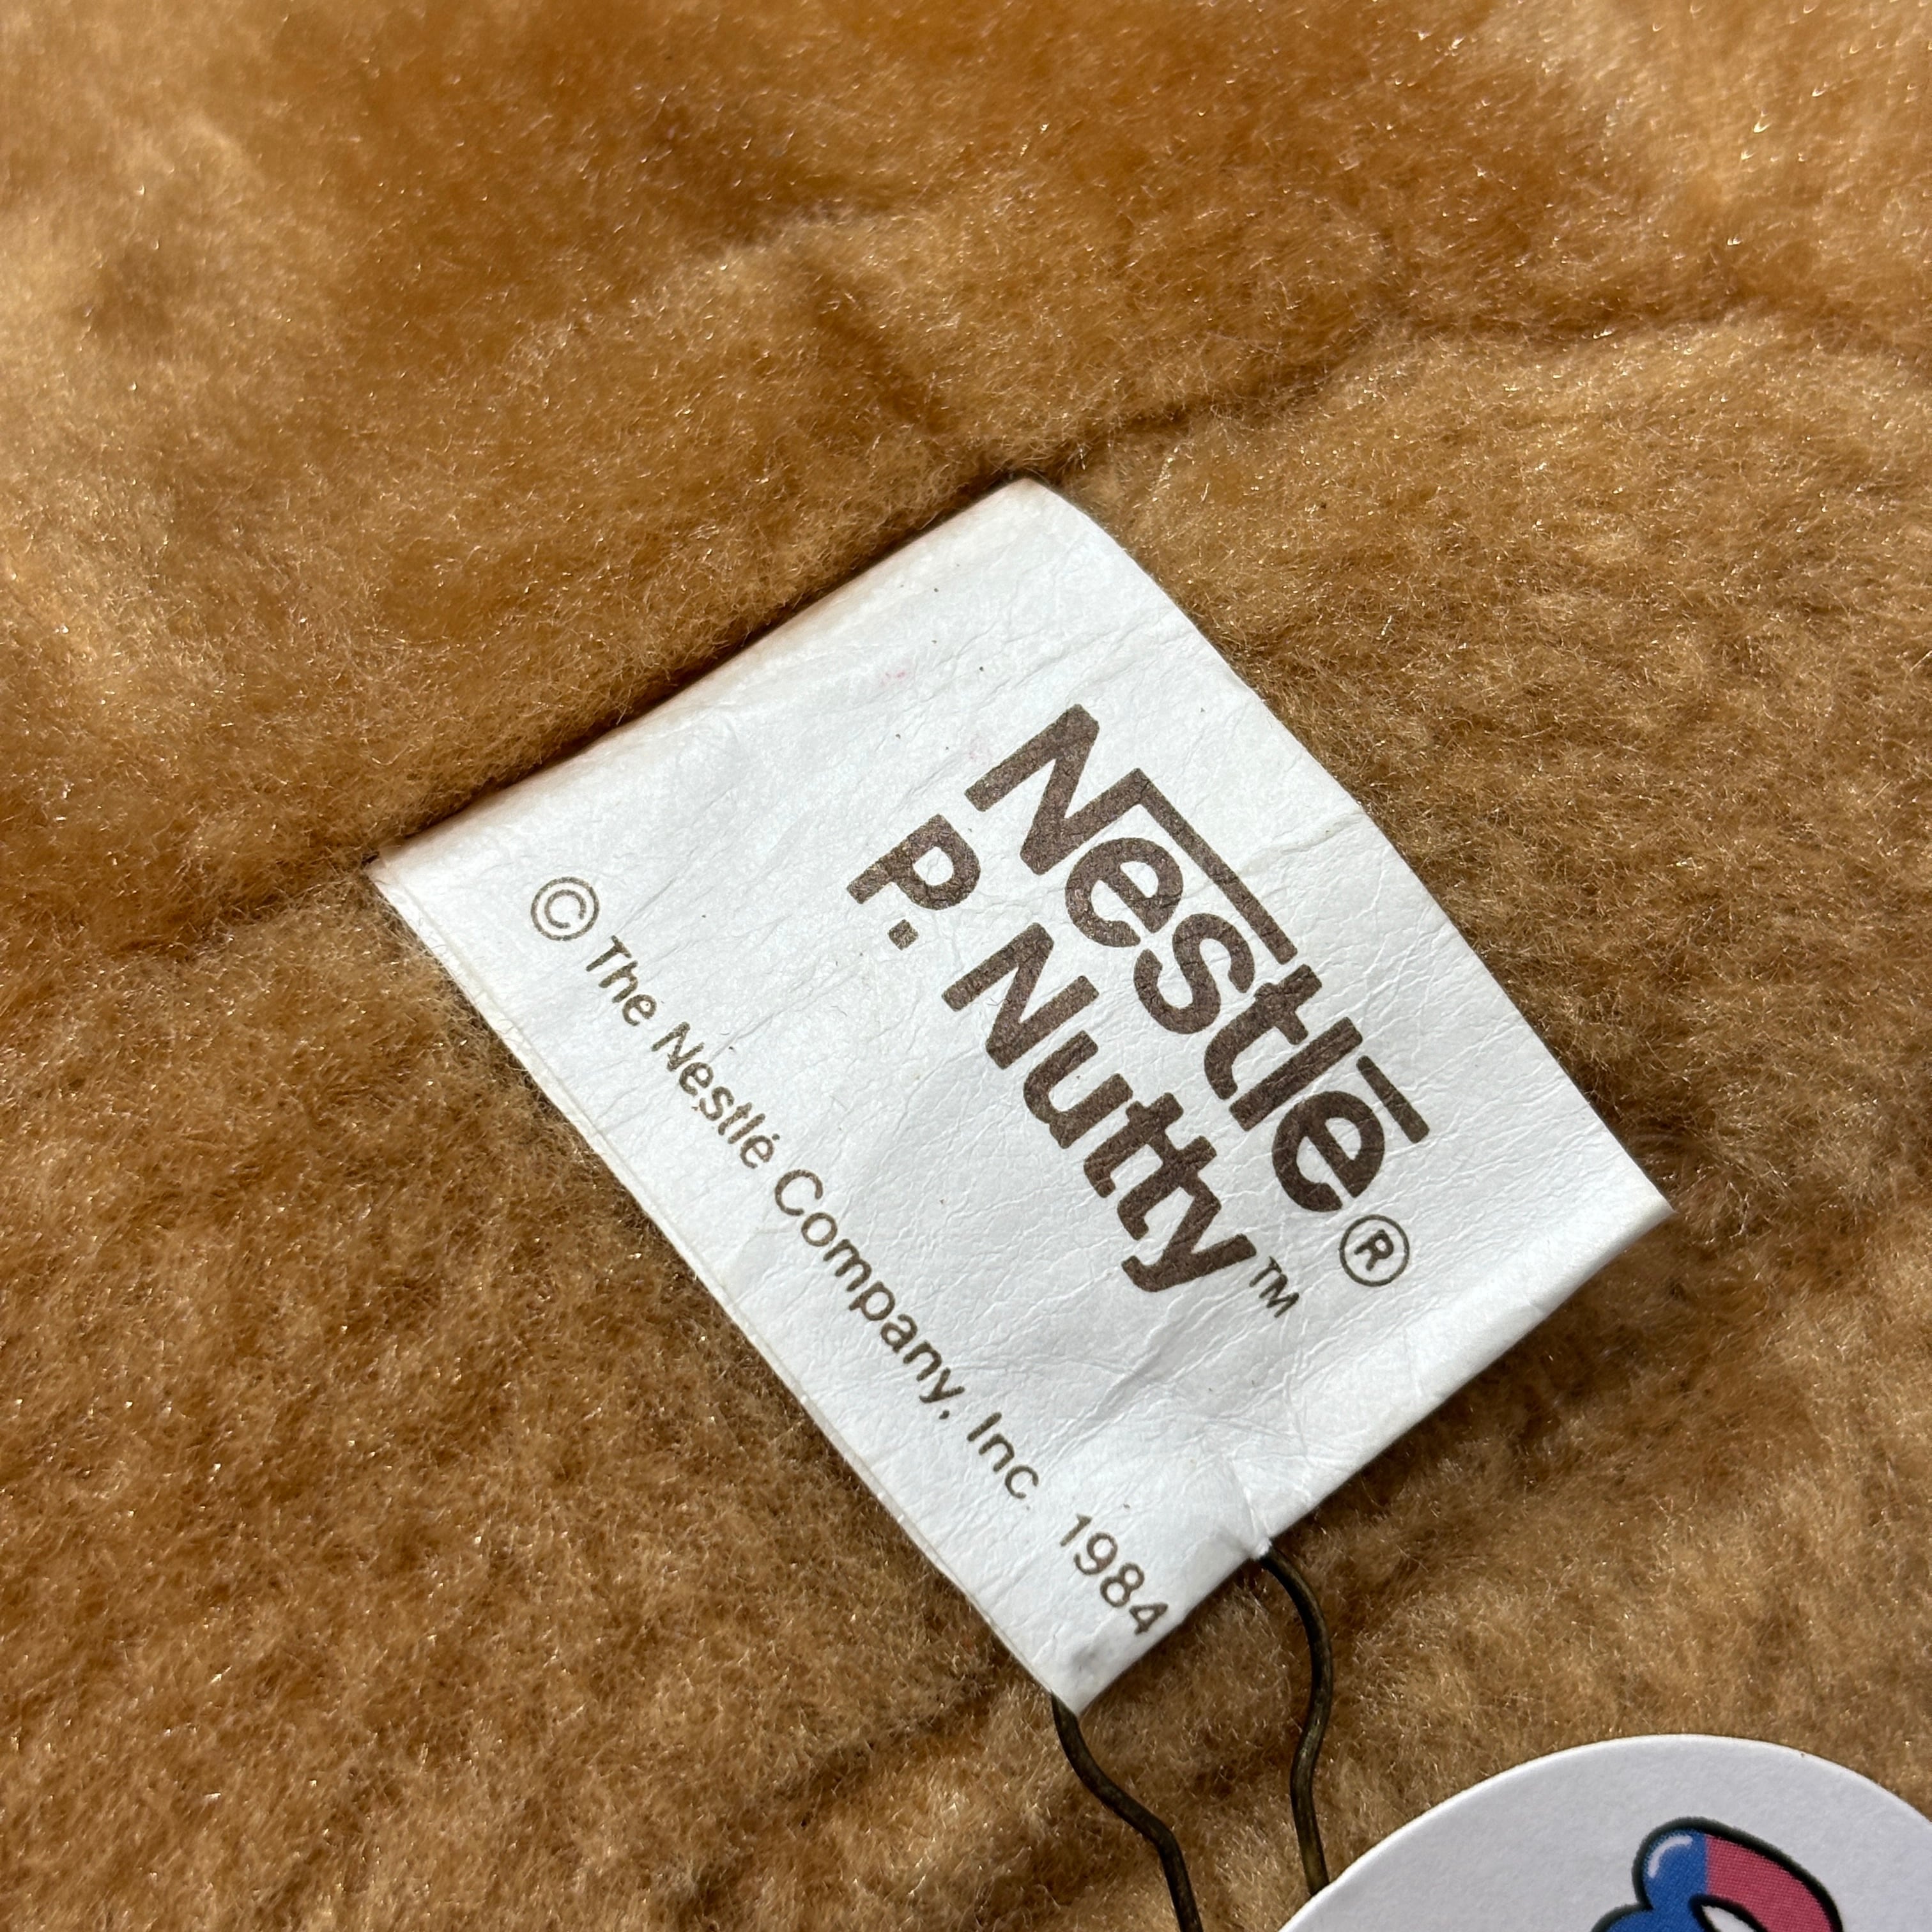 Nestlé®
P. Nutty™
© The Nestlé Company, Inc. 1984